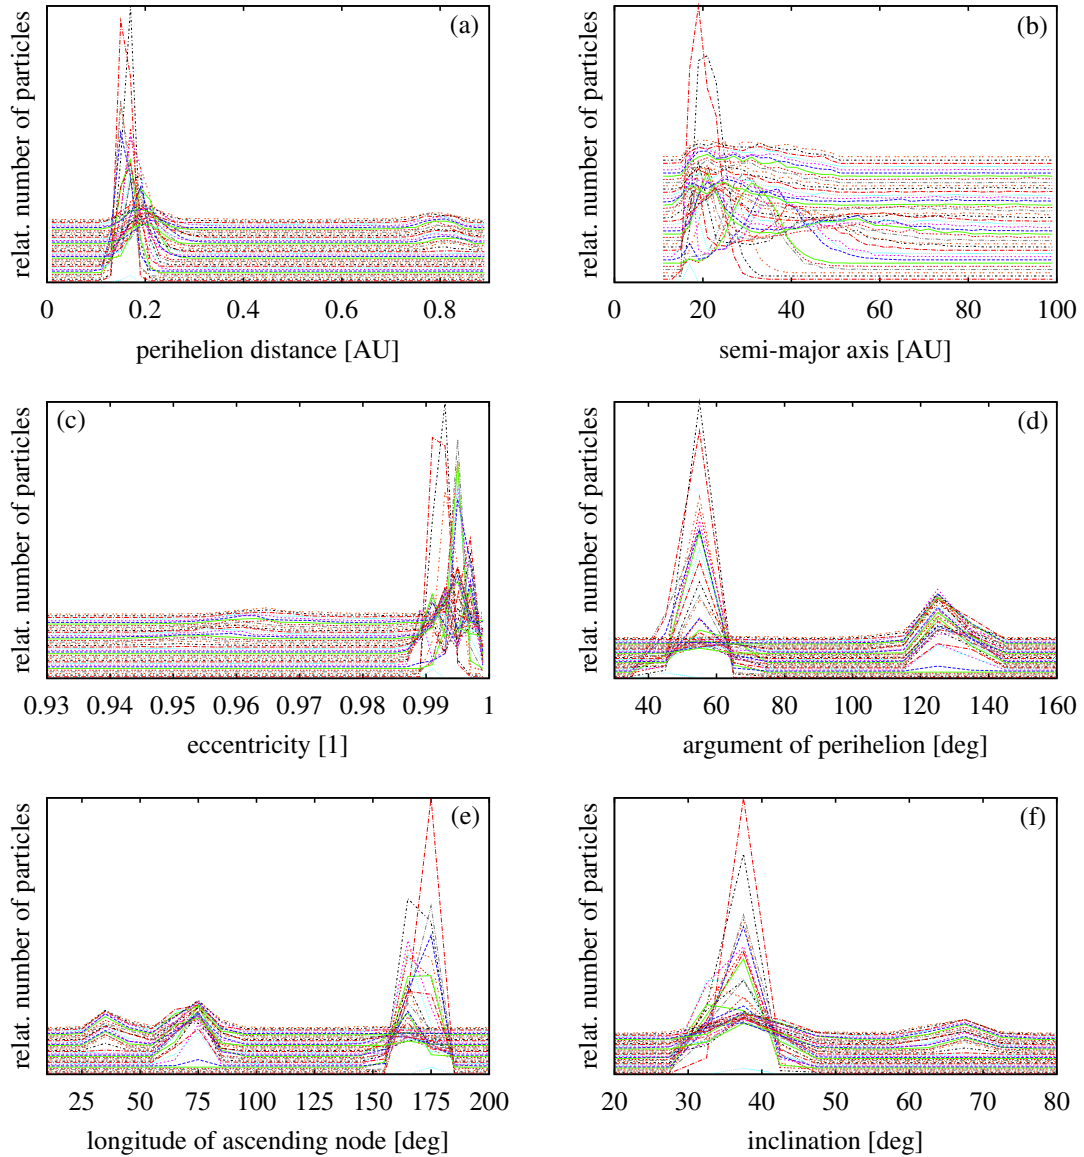 (a)
relat. number of particles
0 0.2 0.4 0.6 0.8
perihelion distance [AU]
(b)
relat. number of particles
0 20 40 60 80 100
semi-major axis [AU]
(c)
relat. number of particles
0.93 0.94 0.95 0.96 0.97 0.98 0.99 1
eccentricity [1]
(d)
relat. number of particles
40 60 80 100 120 140 160
argument of perihelion [deg]
(e)
relat. number of particles
25 50 75 100 125 150 175 200
longitude of ascending node [deg]
(f)
relat. number of particles
20 30 40 50 60 70 80
inclination [deg]